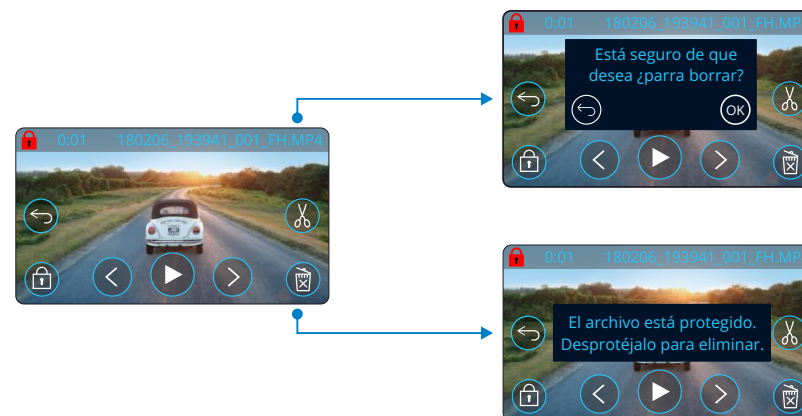 0:01 180206_193941_001_FH.MP
Está seguro de que
desea ¿parra borrar?
OK
0:01 180206_193941_001_FH.MP4
0:01 180206_193941_001_FH.MP
El archivo está protegido.
Desprotéjalo para eliminar.